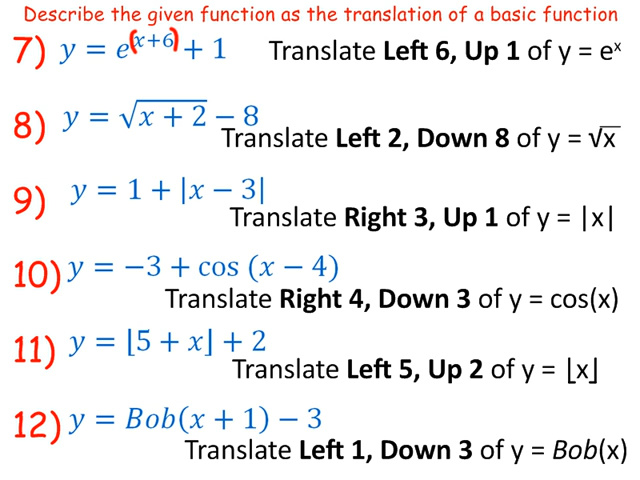 Describe the given function as the translation of a basic function
7) y = e^(x+6) + 1 Translate Left 6, Up 1 of y = eˣ
8) y = √(x + 2) − 8
Translate Left 2, Down 8 of y = √x
9) y = 1 + |x − 3|
Translate Right 3, Up 1 of y = |x|
10) y = −3 + cos (x − 4)
Translate Right 4, Down 3 of y = cos(x)
11) y = ⌊5 + x⌋ + 2
Translate Left 5, Up 2 of y = ⌊x⌋
12) y = Bob(x + 1) − 3
Translate Left 1, Down 3 of y = Bob(x)